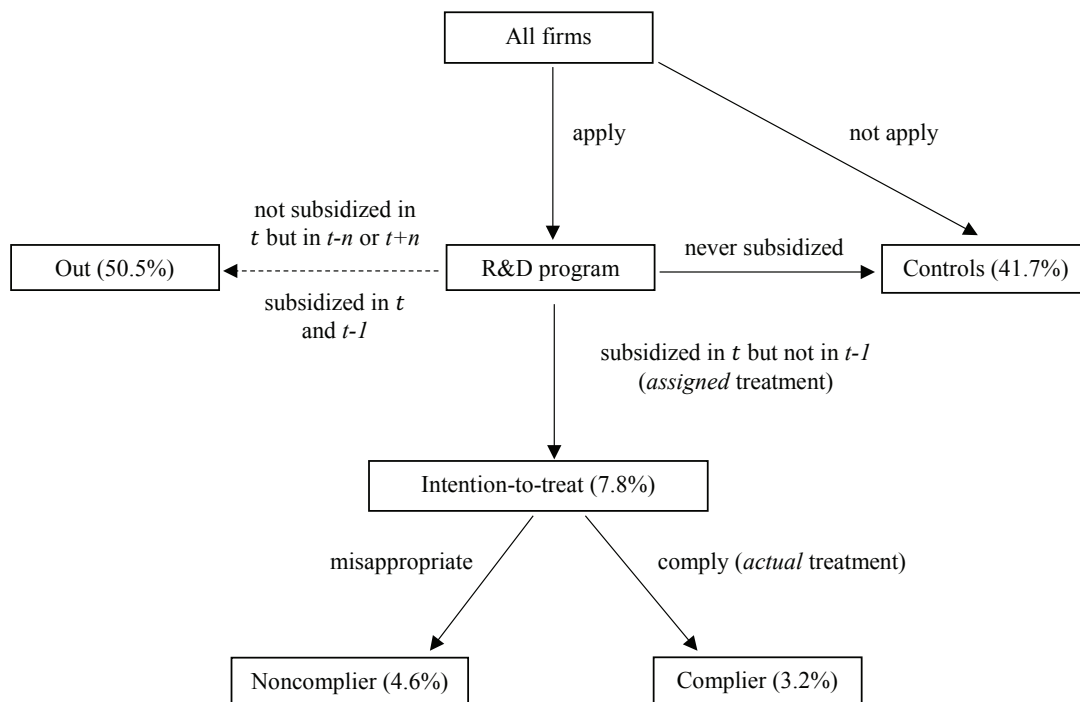 All firms
apply
not apply
not subsidized in
t but in t-n or t+n
never subsidized
Out (50.5%)
R&D program
Controls (41.7%)
subsidized in t
and t-1
subsidized in t but not in t-1
(assigned treatment)
Intention-to-treat (7.8%)
misappropriate
comply (actual treatment)
Noncomplier (4.6%)
Complier (3.2%)